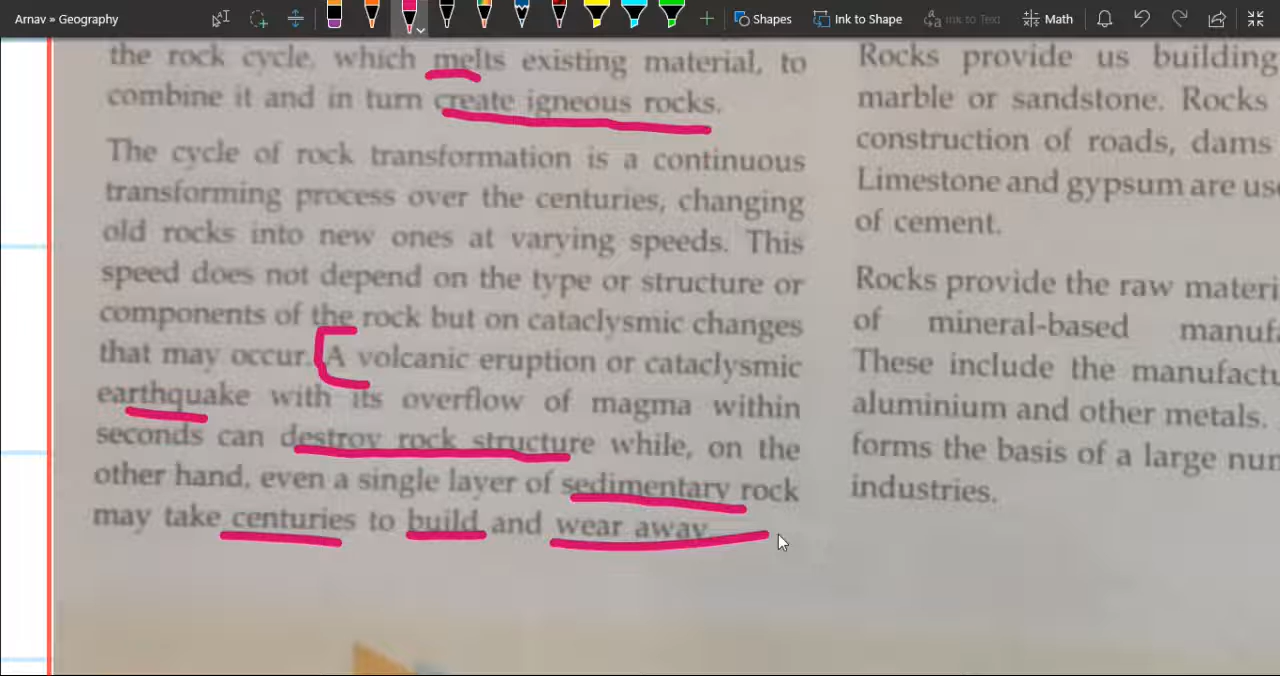 Arnav » Geography
Shapes
Ink to Shape
Ink to Text
Math
the rock cycle, which melts existing material, to
combine it and in turn create igneous rocks.
The cycle of rock transformation is a continuous
transforming process over the centuries, changing
old rocks into new ones at varying speeds. This
speed does not depend on the type or structure or
components of the rock but on cataclysmic changes
that may occur. A volcanic eruption or cataclysmic
earthquake with its overflow of magma within
seconds can destroy rock structure while, on the
other hand, even a single layer of sedimentary rock
may take centuries to build and wear away.
Rocks provide us building
marble or sandstone. Rocks
construction of roads, dams
Limestone and gypsum are
of cement.
Rocks provide the raw
of mineral-based
These include the
aluminium and other metals.
forms the basis of a large
industries.